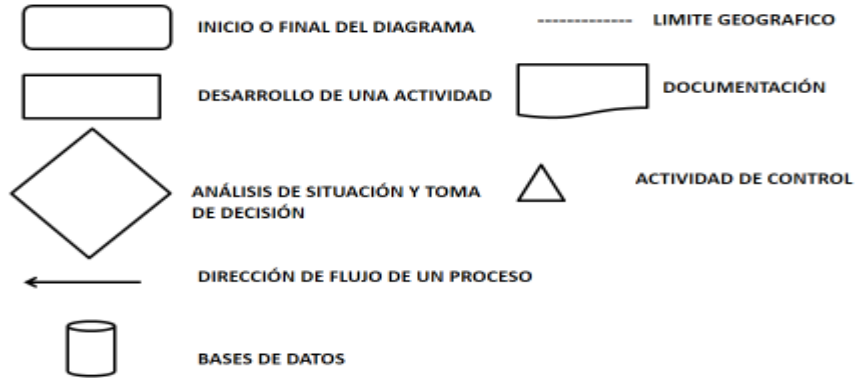 INICIO O FINAL DEL DIAGRAMA
LIMITE GEOGRAFICO
DESARROLLO DE UNA ACTIVIDAD
DOCUMENTACIÓN
ANÁLISIS DE SITUACIÓN Y TOMA
DE DECISIÓN
ACTIVIDAD DE CONTROL
DIRECCIÓN DE FLUJO DE UN PROCESO
BASES DE DATOS